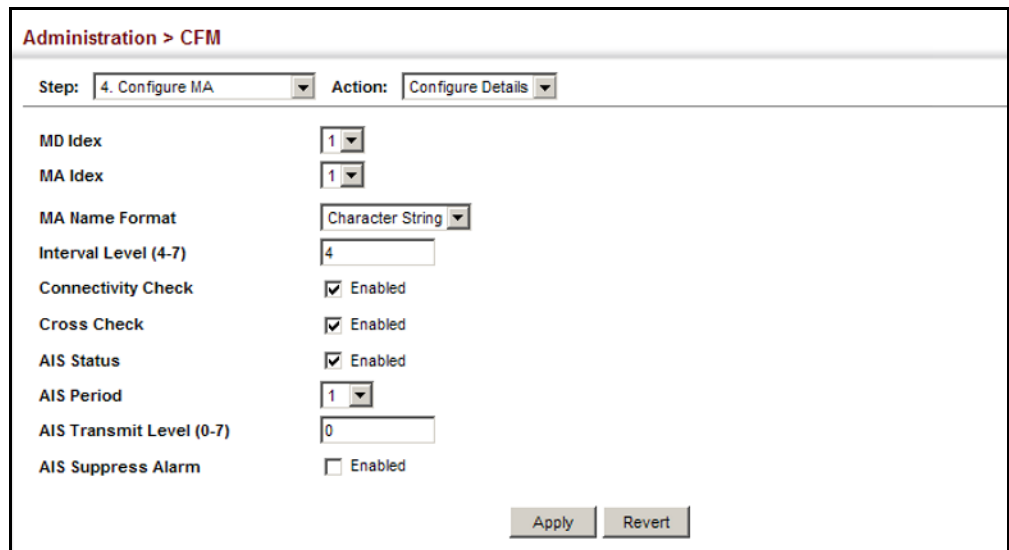 Administration > CFM
Step: 4. Configure MA Action: Configure Details
MD Idex 1
MA Idex 1
MA Name Format Character String
Interval Level (4-7) 4
Connectivity Check Enabled
Cross Check Enabled
AIS Status Enabled
AIS Period 1
AIS Transmit Level (0-7) 0
AIS Suppress Alarm Enabled
Apply Revert